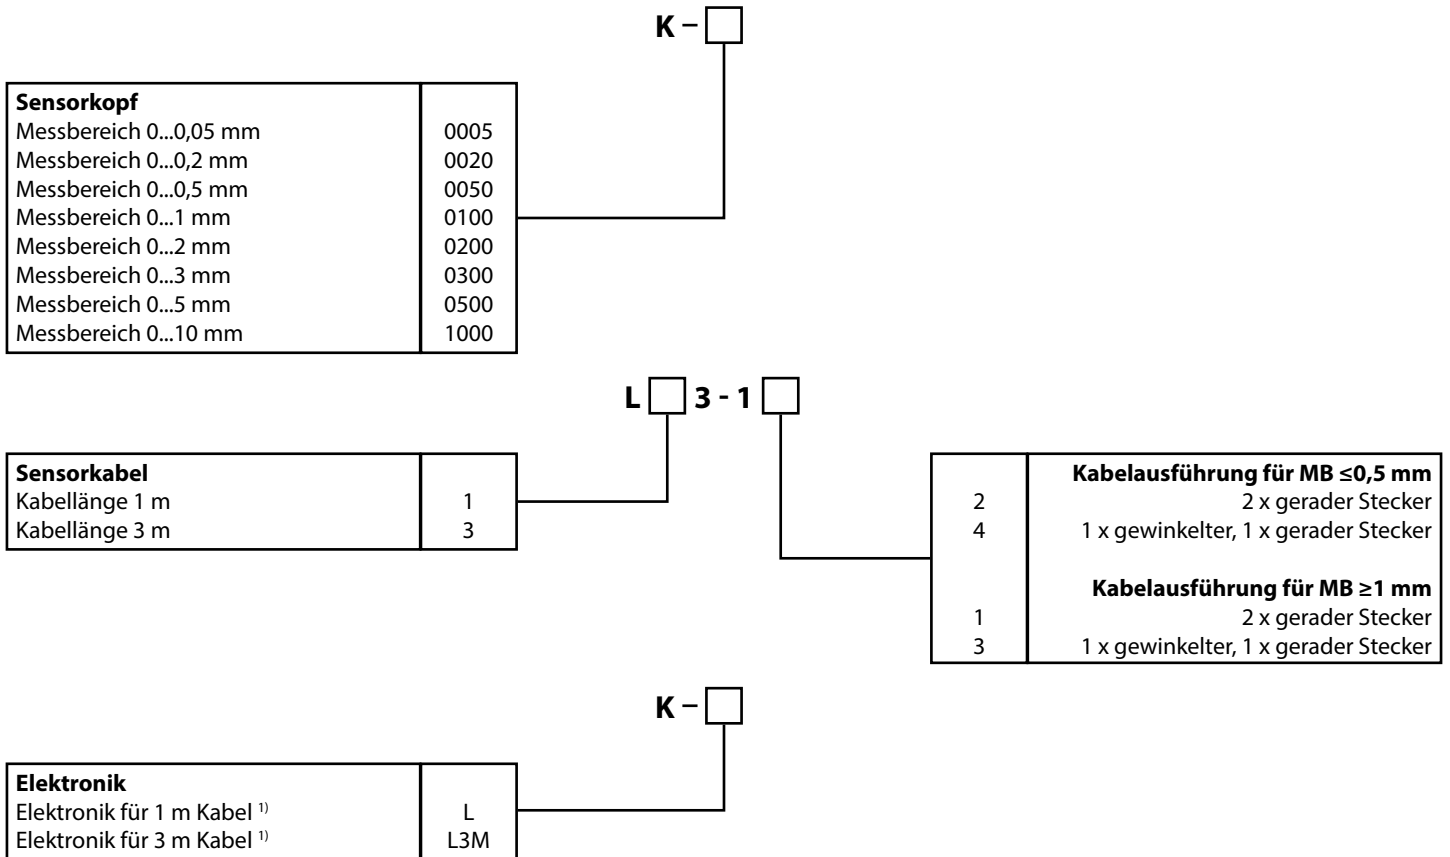 K –
Sensorkopf
Messbereich 0...0,05 mm 0005
Messbereich 0...0,2 mm 0020
Messbereich 0...0,5 mm 0050
Messbereich 0...1 mm 0100
Messbereich 0...2 mm 0200
Messbereich 0...3 mm 0300
Messbereich 0...5 mm 0500
Messbereich 0...10 mm 1000
L 3 - 1
Sensorkabel
Kabellänge 1 m 1
Kabellänge 3 m 3
Kabelausführung für MB ≤0,5 mm
2 2 x gerader Stecker
4 1 x gewinkelter, 1 x gerader Stecker
Kabelausführung für MB ≥1 mm
1 2 x gerader Stecker
3 1 x gewinkelter, 1 x gerader Stecker
K –
Elektronik
Elektronik für 1 m Kabel 1) L
Elektronik für 3 m Kabel 1) L3M